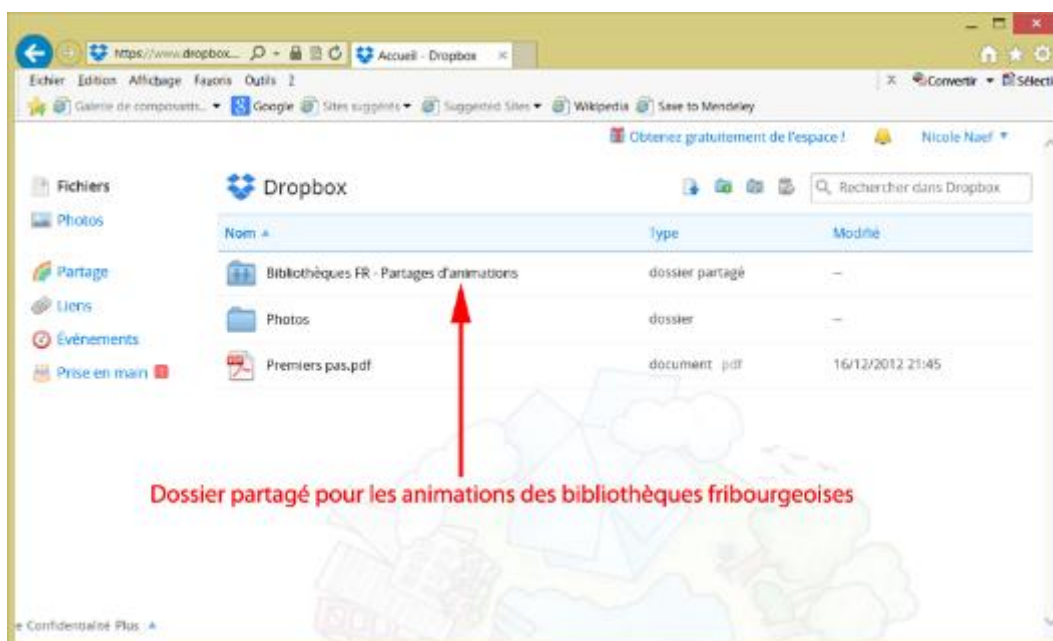 https://www.dropbox... Accueil - Dropbox
Fichier Edition Affichage Favoris Outils ?
Convertir Sélecti
Galerie de composants... Google Sites suggérés Suggested Sites Wikipedia Save to Mendeley
Obtenez gratuitement de l'espace ! Nicole Naef
Fichiers
Dropbox
Rechercher dans Dropbox
Photos
Nom Type Modifié
Partage
Bibliothèques FR - Partages d'animations dossier partagé --
Liens
Photos dossier --
Événements
Premiers pas.pdf document pdf 16/12/2012 21:45
Prise en main
Dossier partagé pour les animations des bibliothèques fribourgeoises
e Confidentialité Plus